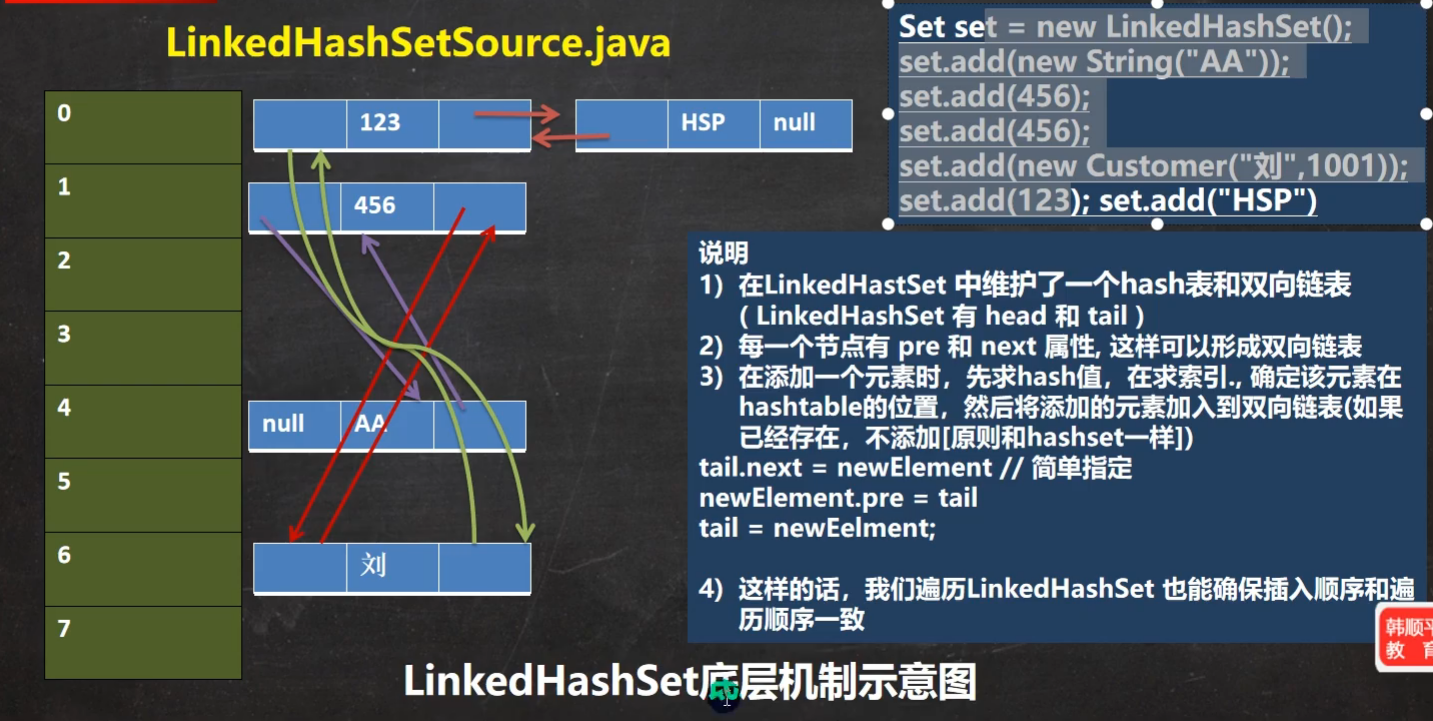 LinkedHashSetSource.java
Set set = new LinkedHashSet();
set.add(new String("AA"));
set.add(456);
set.add(456);
set.add(new Customer("刘",1001));
set.add(123); set.add("HSP")
0
123
HSP
null
1
456
2
3
4
null
AA
5
6
刘
7
说明
1) 在LinkedHastSet 中维护了一个hash表和双向链表
( LinkedHashSet 有 head 和 tail )
2) 每一个节点有 pre 和 next 属性, 这样可以形成双向链表
3) 在添加一个元素时，先求hash值，在求索引., 确定该元素在
hashtable的位置，然后将添加的元素加入到双向链表(如果
已经存在，不添加[原则和hashset一样])
tail.next = newElement // 简单指定
newElement.pre = tail
tail = newEelment;
4) 这样的话，我们遍历LinkedHashSet 也能确保插入顺序和遍
历顺序一致
韩顺平
教 育
LinkedHashSet底层机制示意图